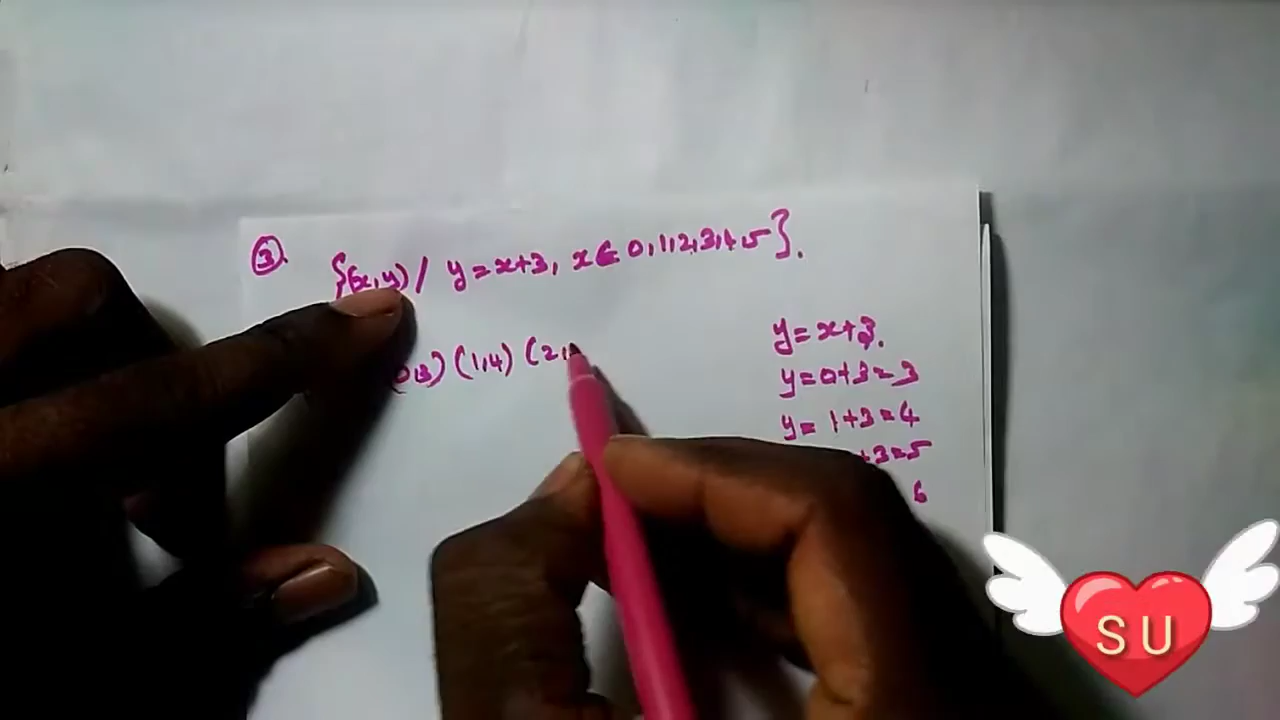 ③.
{(x,y) / y=x+3, x∈0,1,2,3,4,5}.
(0,3) (1,4) (2,
y=x+3.
y=0+3=3
y=1+3=4
+3=5
6
SU